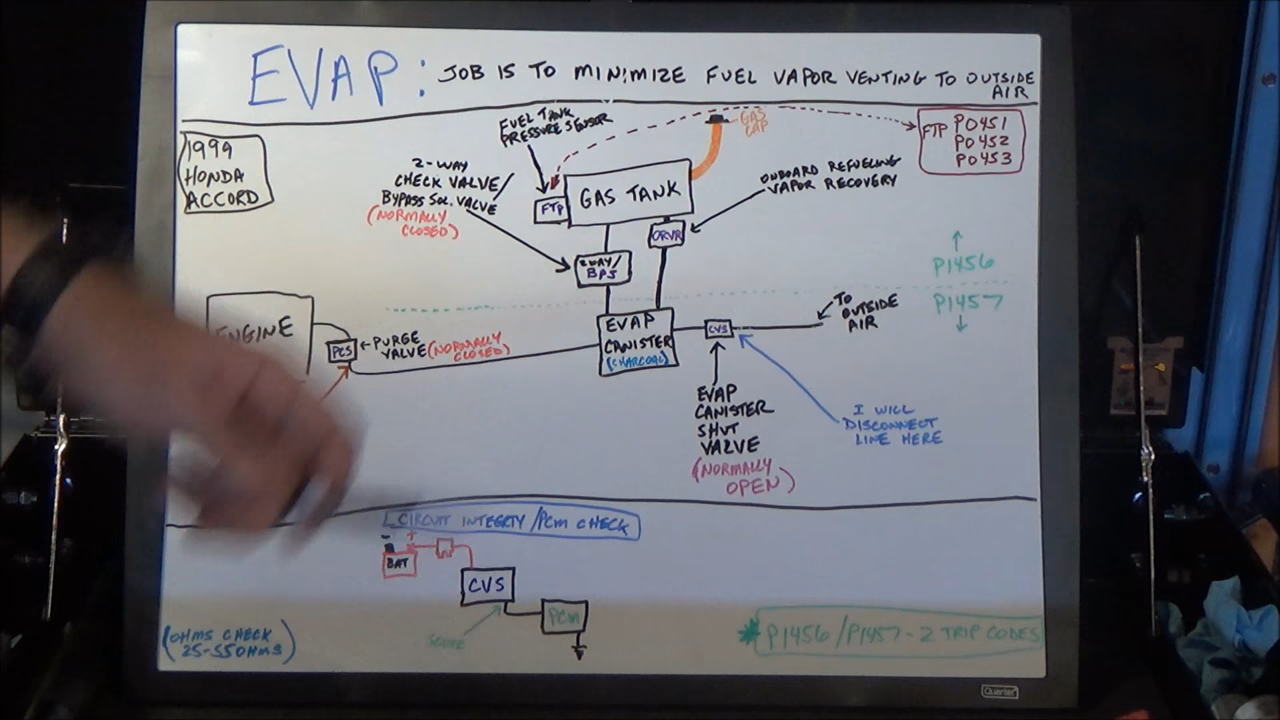 EVAP: JOB IS TO MINIMIZE FUEL VAPOR VENTING TO OUTSIDE
AIR
1999
HONDA
ACCORD
FUEL TANK
PRESSURE SENSOR
GAS
CAP
FTP P0451
P0452
P0453
2-WAY
CHECK VALVE/
BYPASS SOL. VALVE
(NORMALLY
CLOSED)
FTP
GAS TANK
ONBOARD REFUELING
VAPOR RECOVERY
ORVR
2WAY/
BPS
P1456
P1457
ENGINE
PCS
PURGE
VALVE (NORMALLY
CLOSED)
EVAP
CANISTER
(CHARCOAL)
CVS
TO
OUTSIDE
AIR
EVAP
CANISTER
SHUT
VALVE
(NORMALLY
OPEN)
I WILL
DISCONNECT
LINE HERE
CIRCUIT INTEGRTY/PCM CHECK
- +
BAT
CVS
PCM
SCOPE
(OHMS CHECK
25-55 OHMS)
* P1456/P1457 - 2 TRIP CODES
Quartet